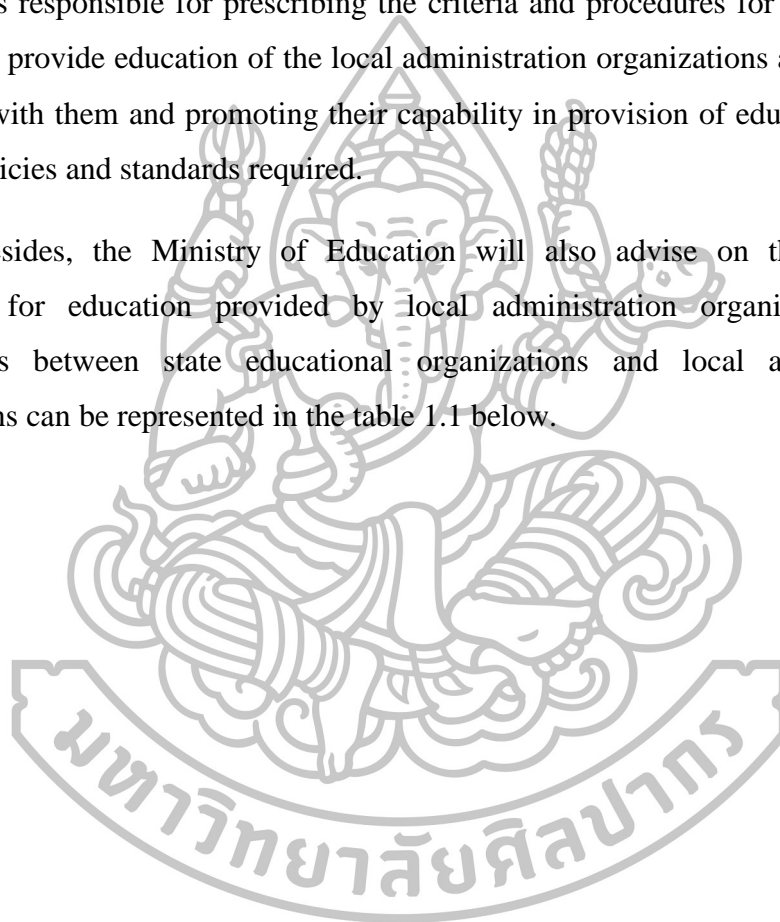 s responsible for prescribing the criteria and procedures for
provide education of the local administration organizations a
with them and promoting their capability in provision of edu
icies and standards required.
sides, the Ministry of Education will also advise on t
for education provided by local administration organi
s between state educational organizations and local a
ns can be represented in the table 1.1 below.
มหาวิทยาลัยศิลปากร